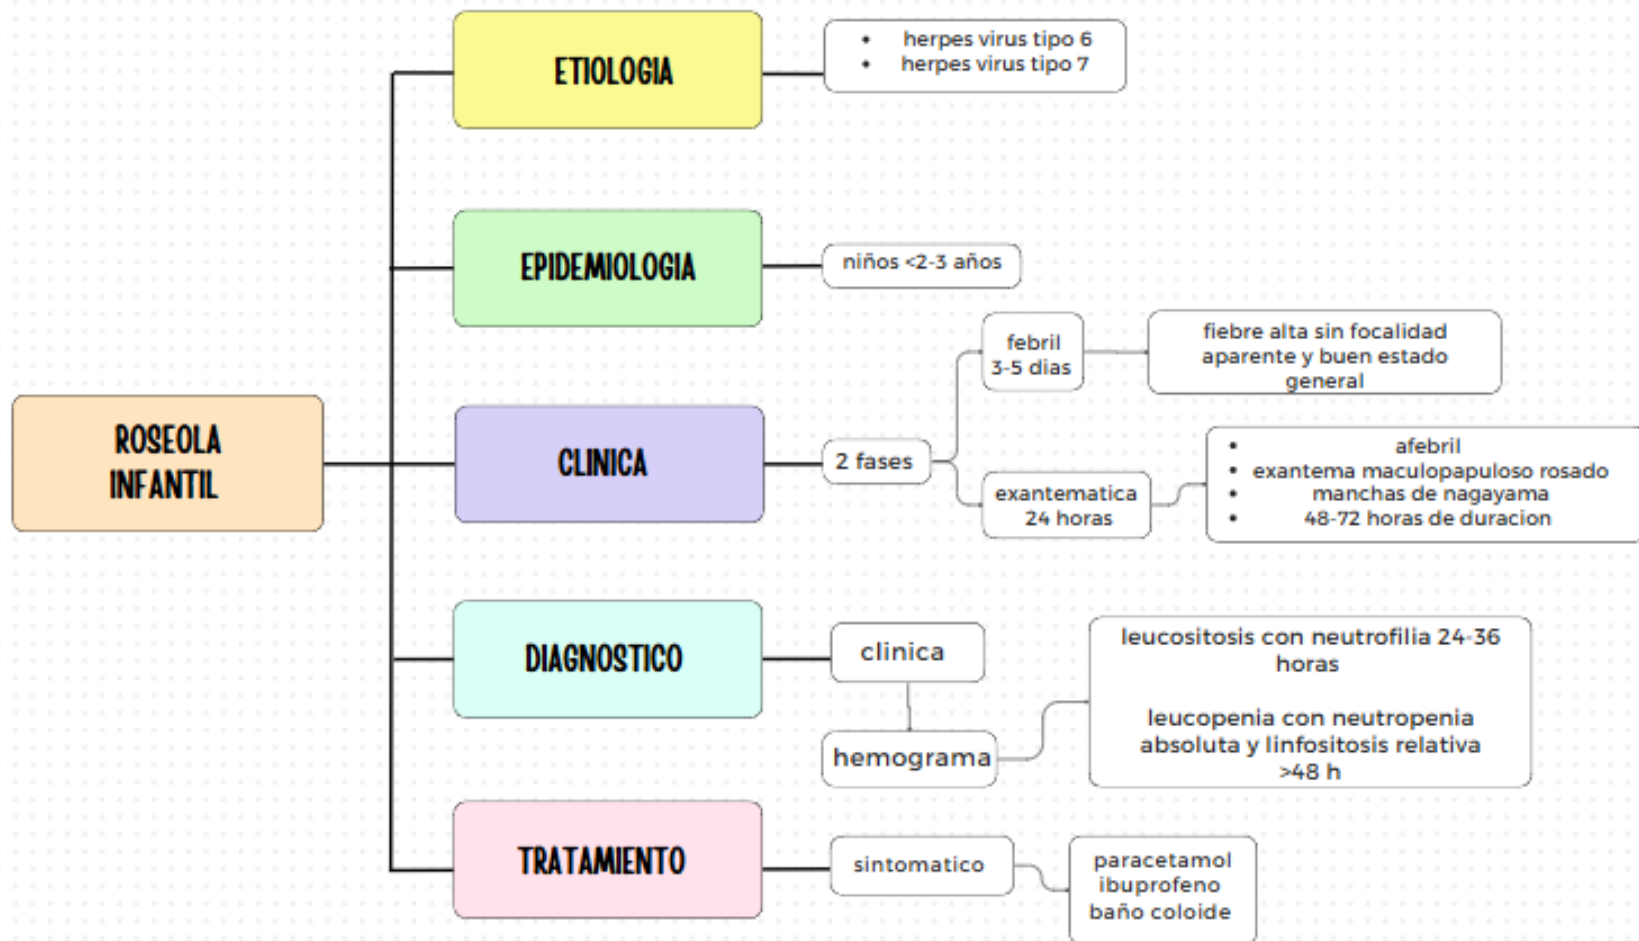 ETIOLOGIA
• herpes virus tipo 6
• herpes virus tipo 7
EPIDEMIOLOGIA
niños <2-3 años
ROSEOLA
INFANTIL
CLINICA
2 fases
febril
3-5 dias
fiebre alta sin focalidad
aparente y buen estado
general
exantematica
24 horas
• afebril
• exantema maculopapuloso rosado
• manchas de nagayama
• 48-72 horas de duracion
DIAGNOSTICO
clinica
hemograma
leucositosis con neutrofilia 24-36
horas
leucopenia con neutropenia
absoluta y linfositosis relativa
>48 h
TRATAMIENTO
sintomatico
paracetamol
ibuprofeno
baño coloide